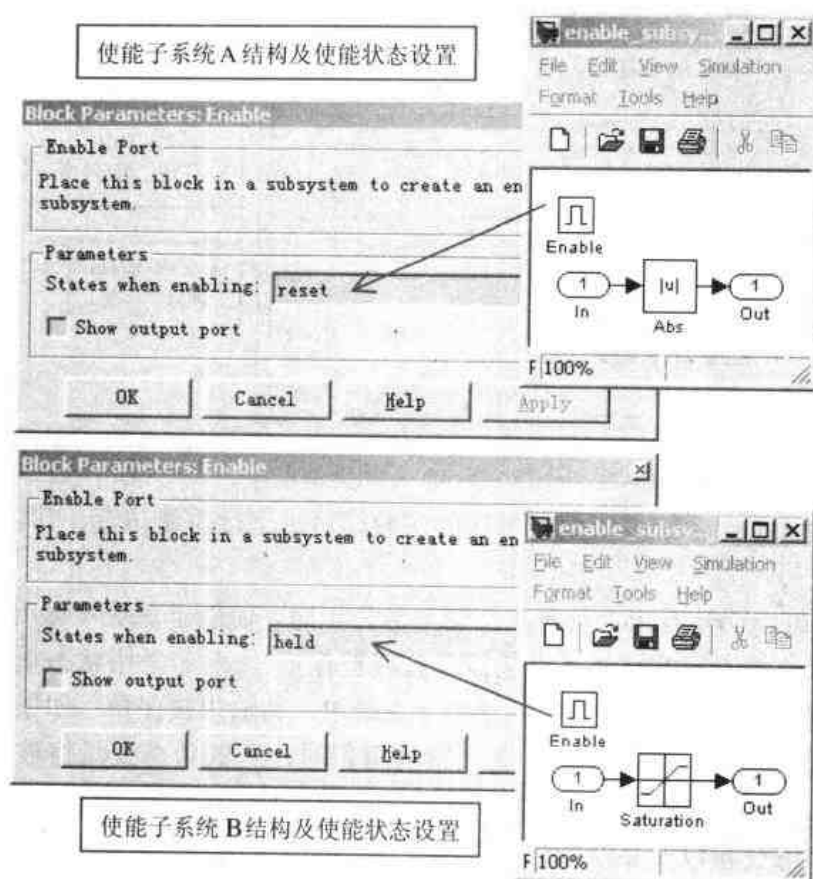 使能子系统A结构及使能状态设置
enable_subsy...
File Edit View Simulation
Format Tools Help
Block Parameters: Enable
Enable Port
Place this block in a subsystem to create an en
subsystem.
Parameters
States when enabling: reset
Show output port
OK Cancel Help Apply
Enable
1 |u| 1
In Abs Out
F 100%
Block Parameters: Enable
Enable Port
Place this block in a subsystem to create an en
subsystem.
Parameters
States when enabling: held
Show output port
OK Cancel Help
enable_subsy...
File Edit View Simulation
Format Tools Help
Enable
1 1
In Saturation Out
F 100%
使能子系统B结构及使能状态设置